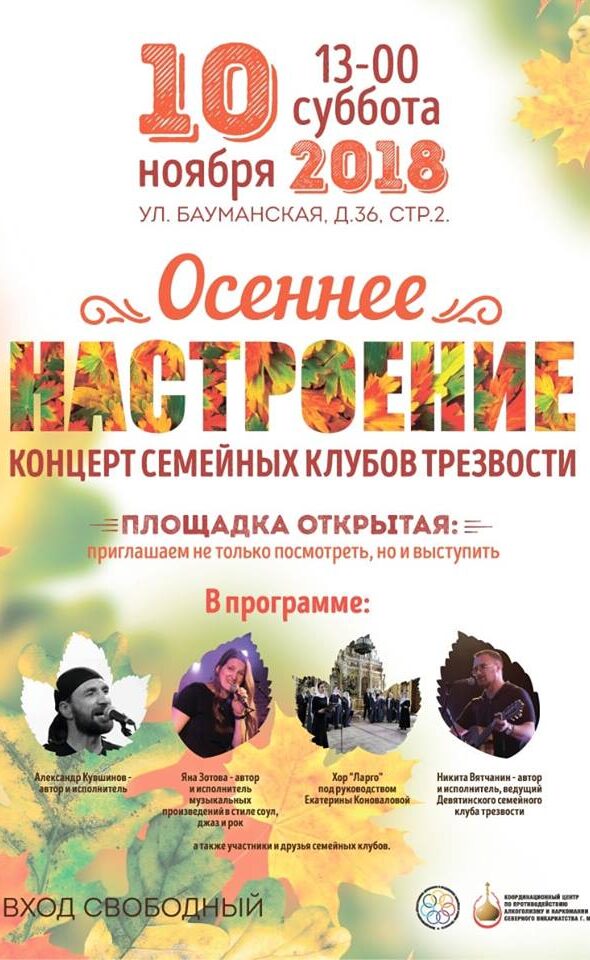 10
13-00
суббота
ноября 2018
УЛ. БАУМАНСКАЯ, Д.36, СТР.2.
Осеннее
НАСТРОЕНИЕ
КОНЦЕРТ СЕМЕЙНЫХ КЛУБОВ ТРЕЗВОСТИ
ПЛОЩАДКА ОТКРЫТАЯ:
приглашаем не только посмотреть, но и выступить
В программе:
Александр Кувшинов -
автор и исполнитель
Яна Зотова - автор
и исполнитель
музыкальных
произведений в стиле соул,
джаз и рок
Хор "Ларго"
под руководством
Екатерины Коноваловой
Никита Вятчанин - автор
и исполнитель, ведущий
Девятинского семейного
клуба трезвости
а также участники и друзья семейных клубов.
ВХОД СВОБОДНЫЙ
КООРДИНАЦИОННЫЙ ЦЕНТР
ПО ПРОТИВОДЕЙСТВИЮ
АЛКОГОЛИЗМУ И НАРКОМАНИИ
СЕВЕРНОГО ВИКАРИАТСТВА Г. М